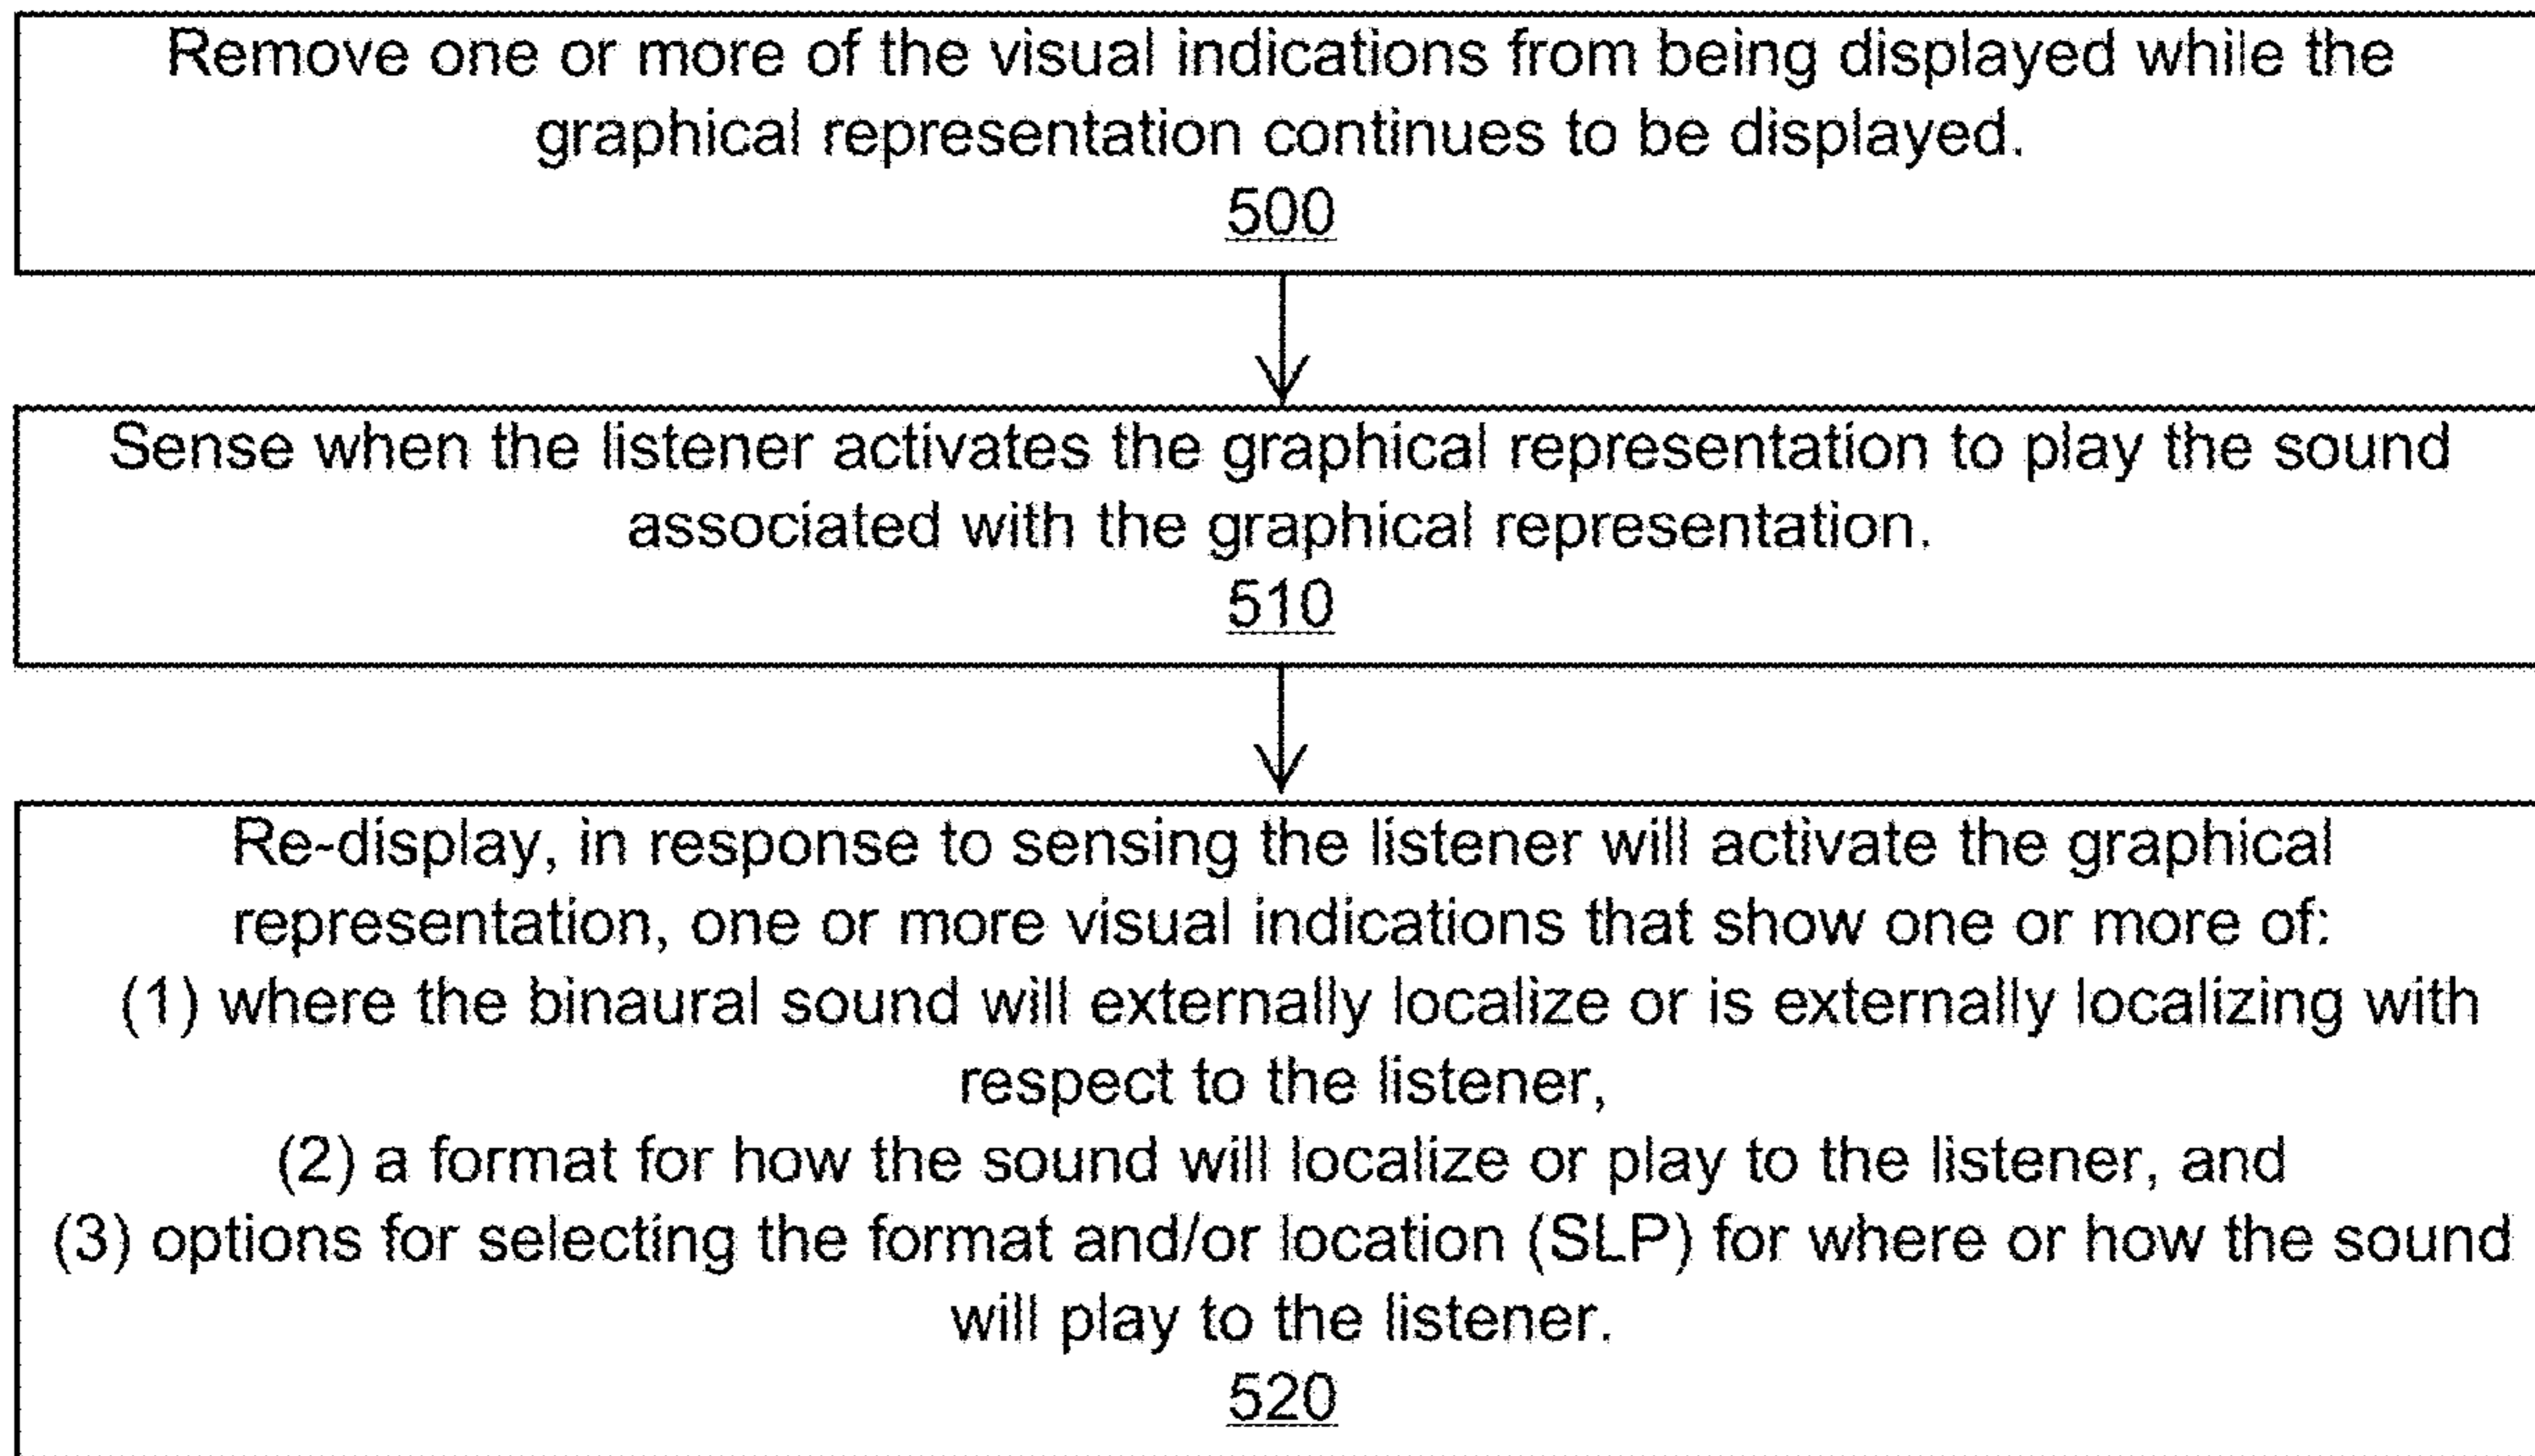 Remove one or more of the visual indications from being displayed while the
graphical representation continues to be displayed.
500
Sense when the listener activates the graphical representation to play the sound
associated with the graphical representation.
510
Re-display, in response to sensing the listener will activate the graphical
representation, one or more visual indications that show one or more of:
(1) where the binaural sound will externally localize or is externally localizing with
respect to the listener,
(2) a format for how the sound will localize or play to the listener, and
(3) options for selecting the format and/or location (SLP) for where or how the sound
will play to the listener.
520